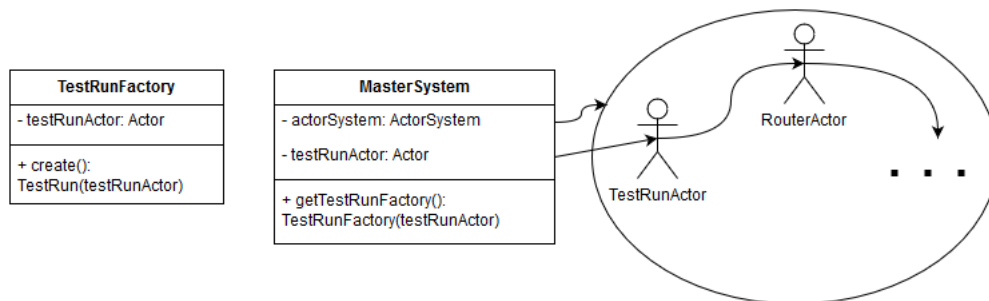 TestRunFactory
- testRunActor: Actor
+ create():
TestRun(testRunActor)
MasterSystem
- actorSystem: ActorSystem
- testRunActor: Actor
+ getTestRunFactory():
TestRunFactory(testRunActor)
TestRunActor
RouterActor
. . .